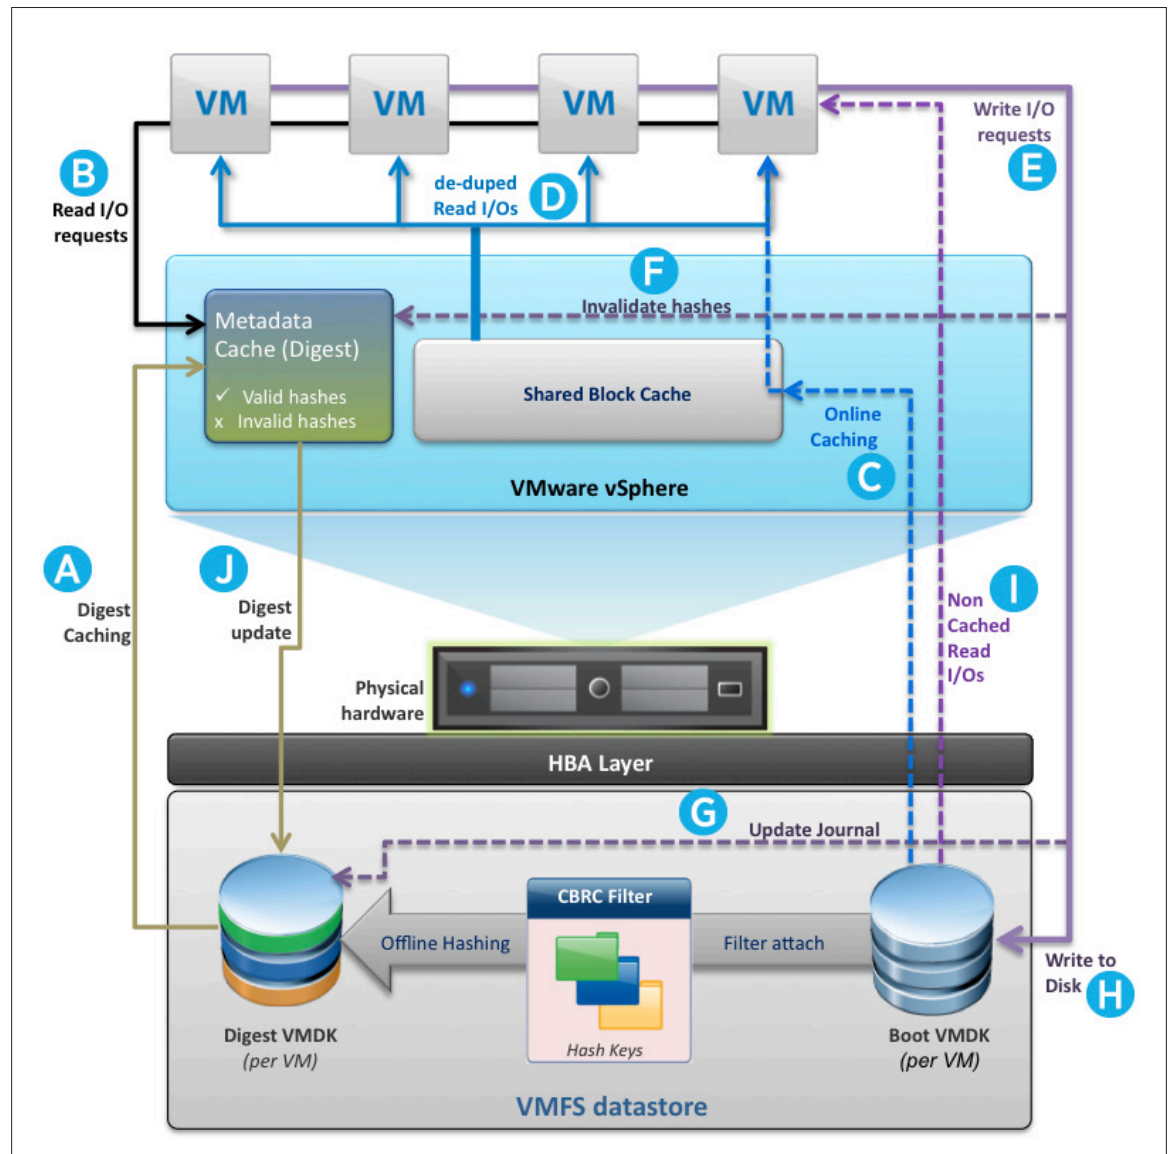 VM
VM
VM
VM
Write I/O
requests
E
B
Read I/O
requests
de-duped
Read I/Os
D
F
Invalidate hashes
Metadata
Cache (Digest)
✓ Valid hashes
x Invalid hashes
Shared Block Cache
Online
Caching
C
VMware vSphere
A
Digest
Caching
J
Digest
update
I
Non
Cached
Read
I/Os
Physical
hardware
HBA Layer
G
Update Journal
CBRC Filter
Offline Hashing
Filter attach
Hash Keys
Write to
Disk
H
Digest VMDK
(per VM)
Boot VMDK
(per VM)
VMFS datastore